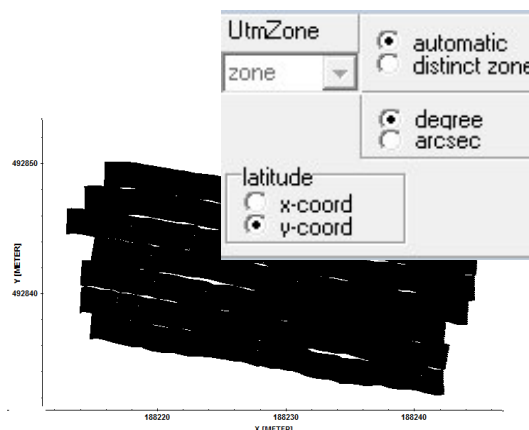 UtmZone
zone
automatic
distinct zone
degree
arcsec
latitude
x-coord
y-coord
492850
492840
Y [METER]
188220
188230
188240
X [METER]